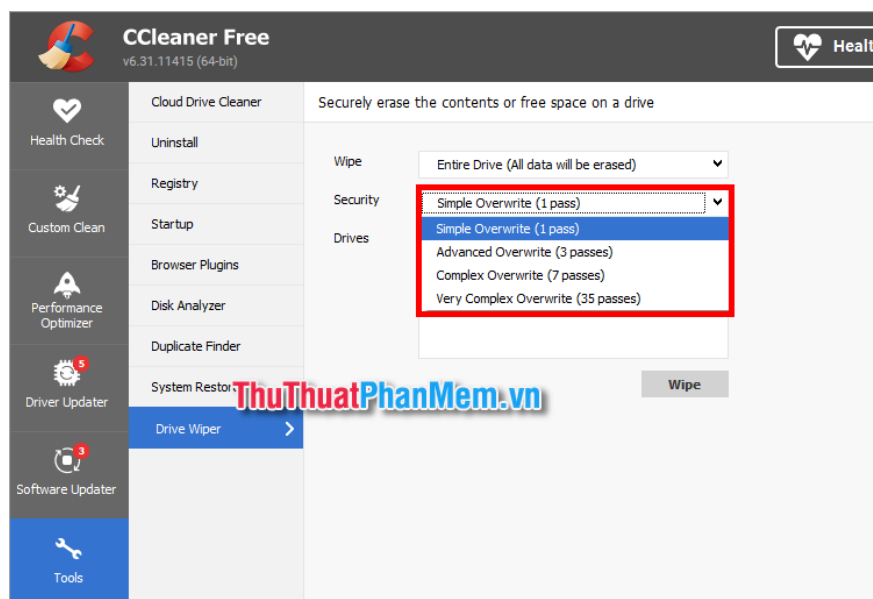 CCleaner Free
v6.31.11415 (64-bit)
Healt
Health Check
Custom Clean
Performance
Optimizer
5
Driver Updater
3
Software Updater
Tools
Cloud Drive Cleaner
Uninstall
Registry
Startup
Browser Plugins
Disk Analyzer
Duplicate Finder
System Restor
Drive Wiper
Securely erase the contents or free space on a drive
Wipe
Entire Drive (All data will be erased)
Security
Simple Overwrite (1 pass)
Simple Overwrite (1 pass)
Advanced Overwrite (3 passes)
Complex Overwrite (7 passes)
Very Complex Overwrite (35 passes)
Drives
Wipe
ThuThuatPhanMem.vn